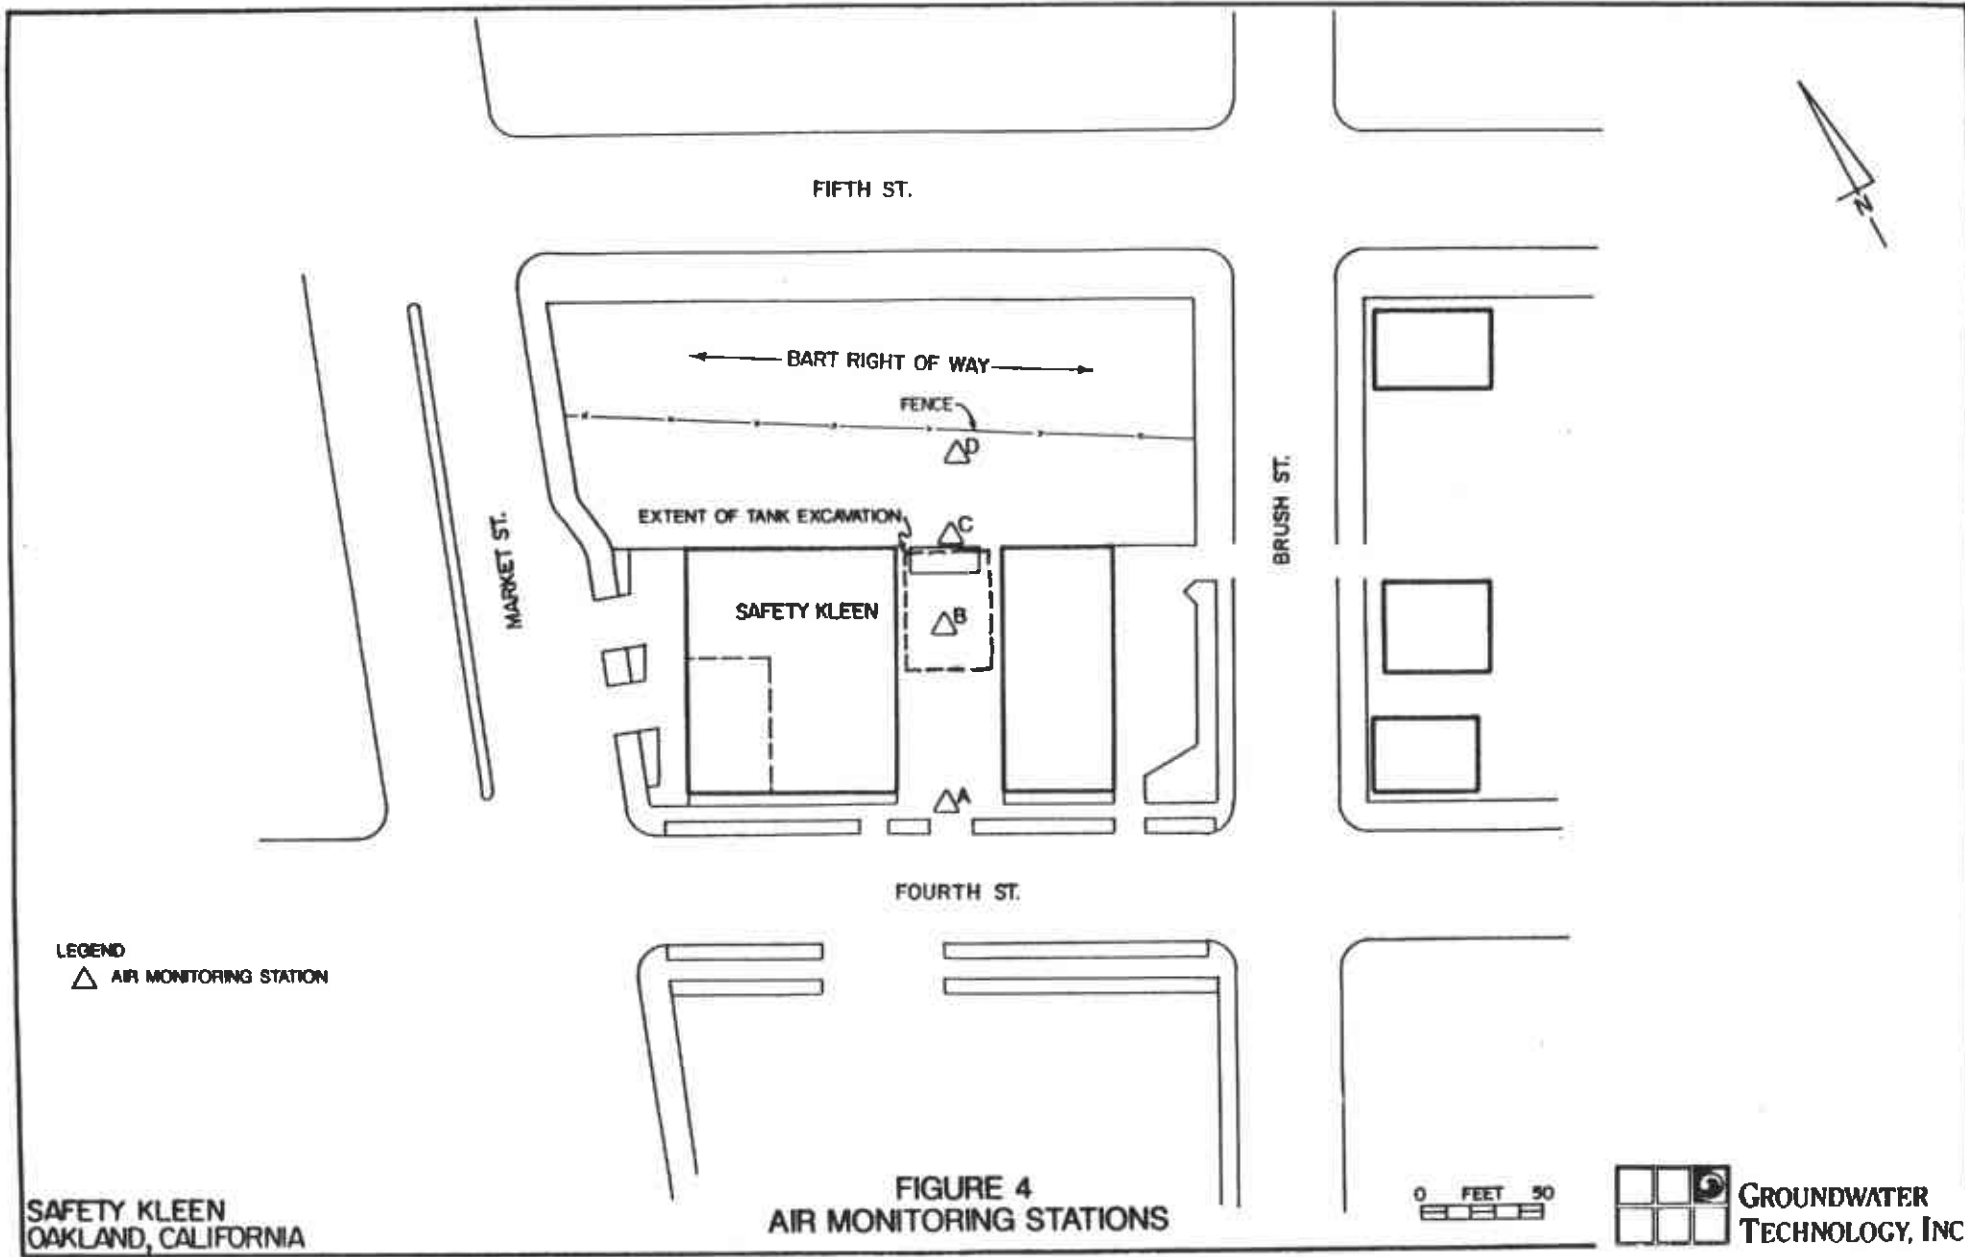 FIFTH ST.
N
BART RIGHT OF WAY
FENCE
D
EXTENT OF TANK EXCAVATION
C
MARKET ST.
BRUSH ST.
SAFETY KLEEN
B
A
FOURTH ST.
LEGEND
AIR MONITORING STATION
SAFETY KLEEN
OAKLAND, CALIFORNIA
FIGURE 4
AIR MONITORING STATIONS
0 FEET 50
GROUNDWATER
TECHNOLOGY, INC